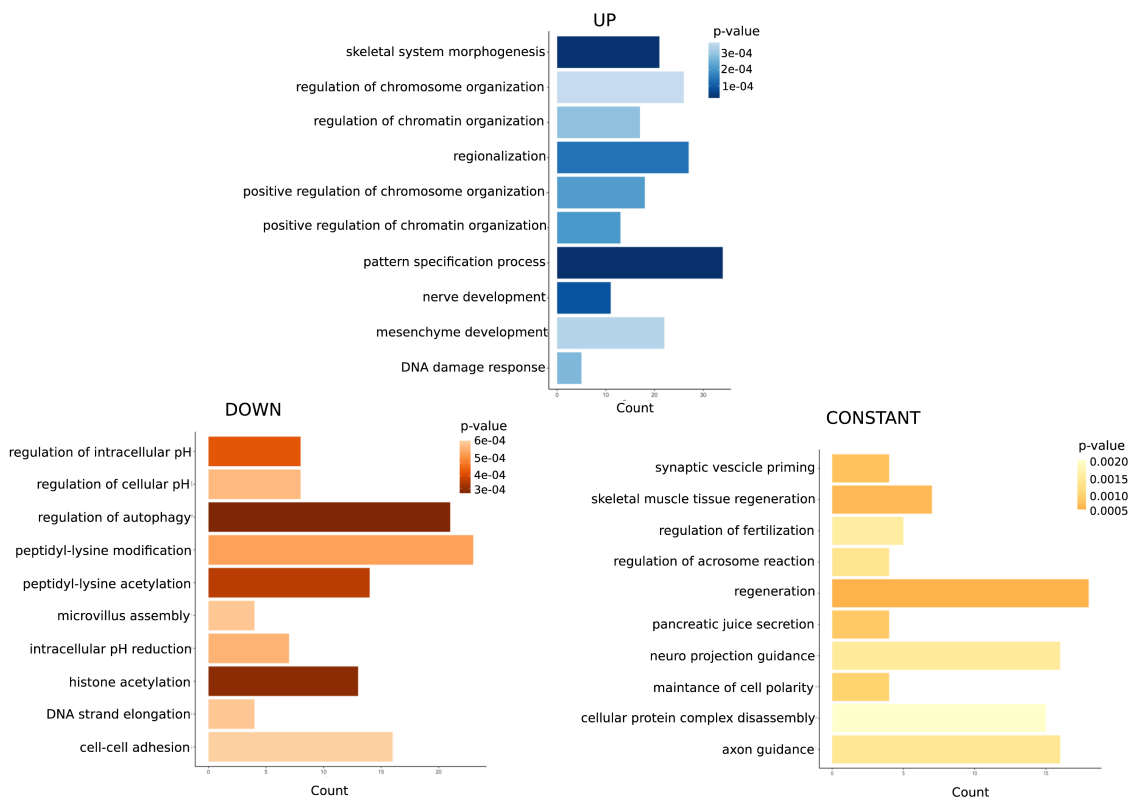 UP
p-value
3e-04
2e-04
1e-04
skeletal system morphogenesis
regulation of chromosome organization
regulation of chromatin organization
regionalization
positive regulation of chromosome organization
positive regulation of chromatin organization
pattern specification process
nerve development
mesenchyme development
DNA damage response
0 10 20 30
Count
DOWN
p-value
6e-04
5e-04
4e-04
3e-04
regulation of intracellular pH
regulation of cellular pH
regulation of autophagy
peptidyl-lysine modification
peptidyl-lysine acetylation
microvillus assembly
intracellular pH reduction
histone acetylation
DNA strand elongation
cell-cell adhesion
0 5 10 15 20
Count
CONSTANT
p-value
0.0020
0.0015
0.0010
0.0005
synaptic vescicle priming
skeletal muscle tissue regeneration
regulation of fertilization
regulation of acrosome reaction
regeneration
pancreatic juice secretion
neuro projection guidance
maintance of cell polarity
cellular protein complex disassembly
axon guidance
0 5 10 15
Count